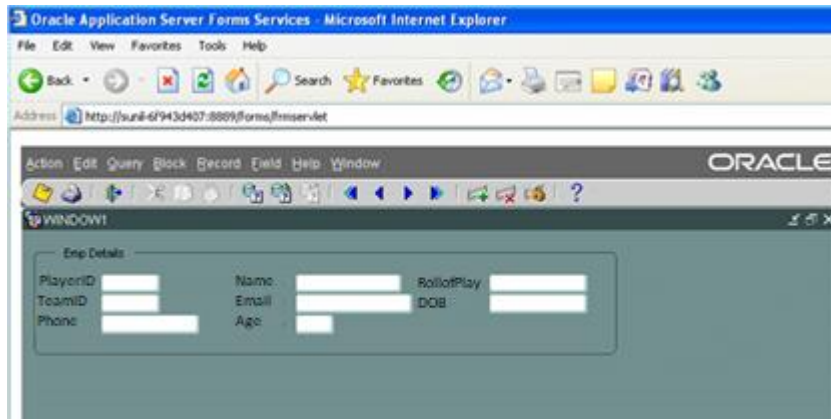 Oracle Application Server Forms Services - Microsoft Internet Explorer
File Edit View Favorites Tools Help
Back Search Favorites
Address http://sunil-6f943d407:8889/forms/frmservlet
Action Edit Query Block Record Field Help Window ORACLE
?
WINDOW1
Emp Details
PlayerID Name RollofPlay
TeamID Email DOB
Phone Age